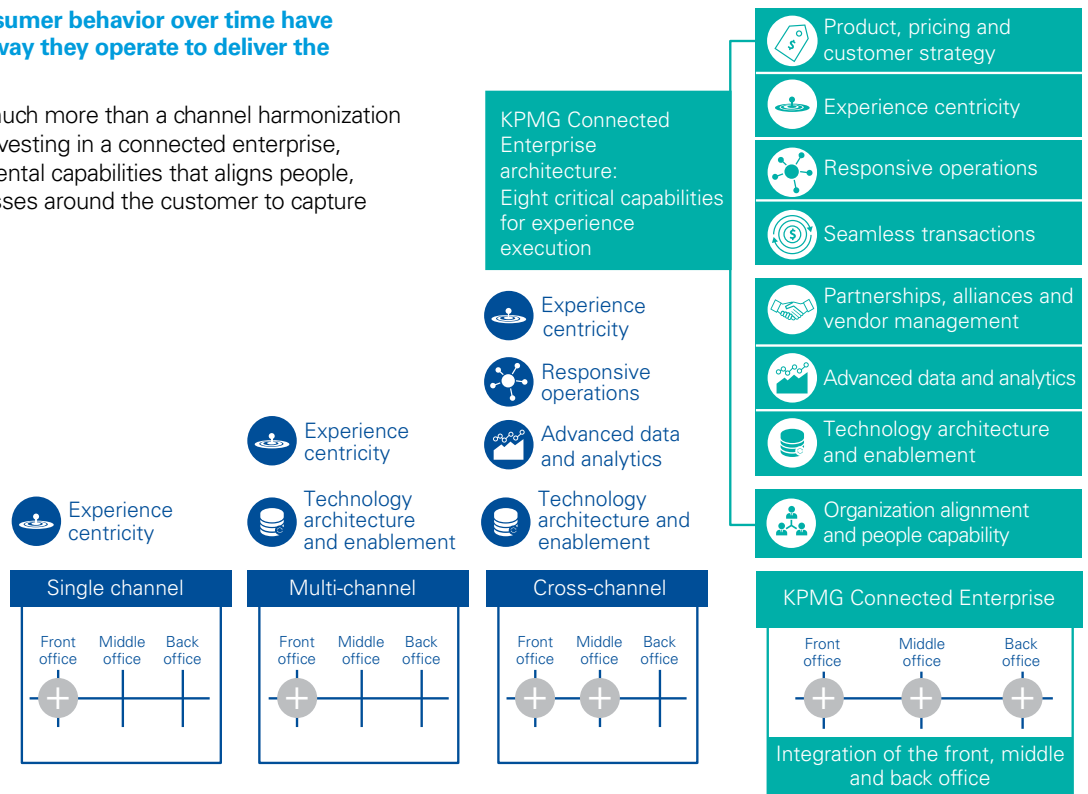 sumer behavior over time have
way they operate to deliver the
uch more than a channel harmonization
vesting in a connected enterprise,
ental capabilities that aligns people,
sses around the customer to capture
KPMG Connected
Enterprise
architecture:
Eight critical capabilities
for experience
execution
Product, pricing and
customer strategy
Experience centricity
Responsive operations
Seamless transactions
Partnerships, alliances and
vendor management
Advanced data and analytics
Technology architecture
and enablement
Organization alignment
and people capability
Experience
centricity
Responsive
operations
Advanced data
and analytics
Technology
architecture and
enablement
Experience
centricity
Technology
architecture
and enablement
Experience
centricity
Single channel
Front
office
Middle
office
Back
office
Multi-channel
Front
office
Middle
office
Back
office
Cross-channel
Front
office
Middle
office
Back
office
KPMG Connected Enterprise
Front
office
Middle
office
Back
office
Integration of the front, middle
and back office